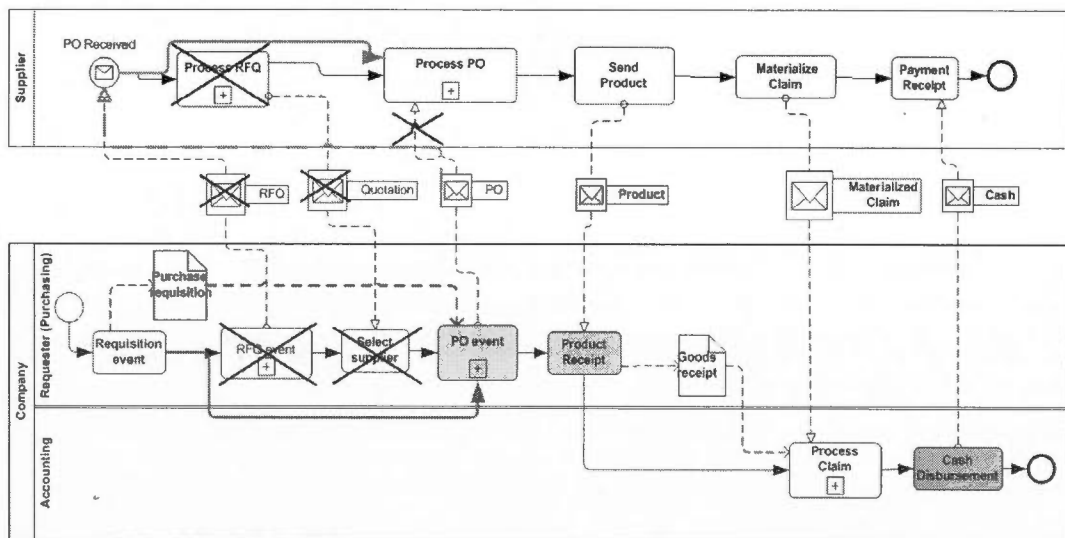 Supplier
PO Received
Process RFQ
Process PO
Send
Product
Materialize
Claim
Payment
Receipt
RFQ
Quotation
PO
Product
Materialized
Claim
Cash
Company
Requester (Purchasing)
Purchase
requisition
Requisition
event
RFQ event
Select
supplier
PO event
Product
Receipt
Goods
receipt
Accounting
Process
Claim
Cash
Disbursement